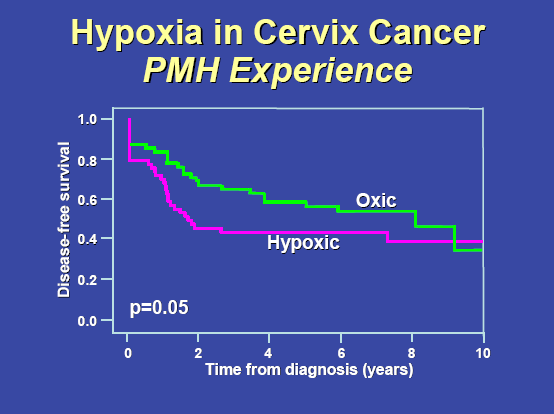 Hypoxia in Cervix Cancer
PMH Experience
Disease-free survival
1.0
0.8
0.6
0.4
0.2
0.0
Oxic
Hypoxic
p=0.05
0 2 4 6 8 10
Time from diagnosis (years)